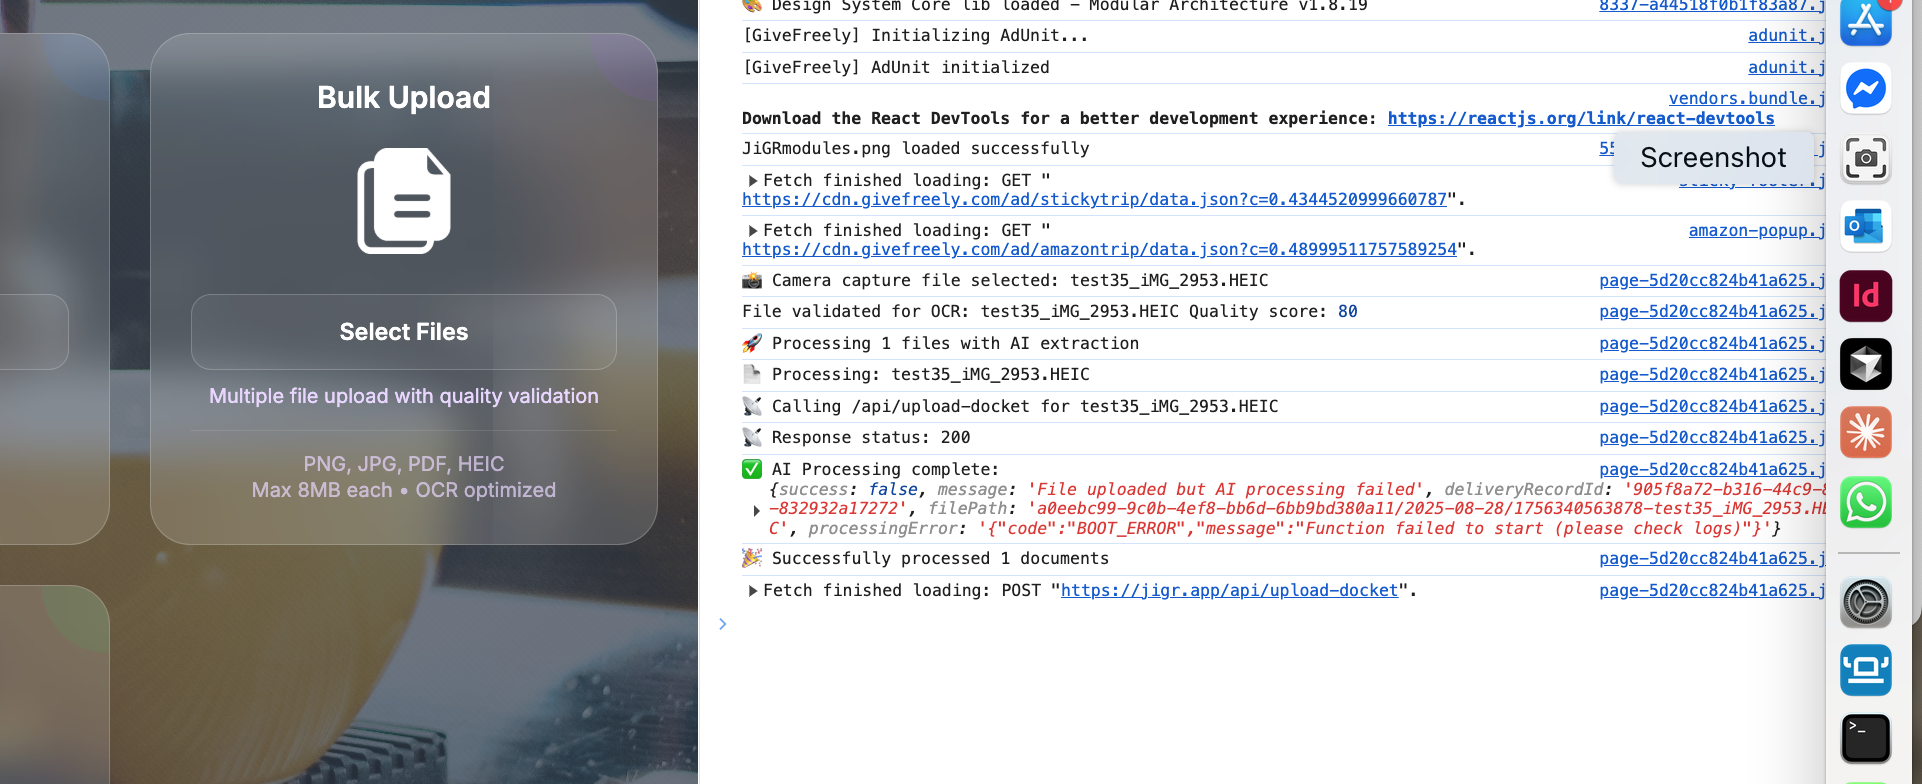 Bulk Upload
Select Files
Multiple file upload with quality validation
PNG, JPG, PDF, HEIC
Max 8MB each • OCR optimized
🎨 Design System Core lib loaded - Modular Architecture v1.8.19 8337-a44518f0b1f83a87.j
[GiveFreely] Initializing AdUnit... adunit.j
[GiveFreely] AdUnit initialized adunit.j
vendors.bundle.j
Download the React DevTools for a better development experience: https://reactjs.org/link/react-devtools
JiGRmodules.png loaded successfully 55
Screenshot
▶Fetch finished loading: GET "
https://cdn.givefreely.com/ad/stickytrip/data.json?c=0.4344520999660787".
▶Fetch finished loading: GET " amazon-popup.j
https://cdn.givefreely.com/ad/amazontrip/data.json?c=0.48999511757589254".
📸 Camera capture file selected: test35_iMG_2953.HEIC page-5d20cc824b41a625.j
File validated for OCR: test35_iMG_2953.HEIC Quality score: 80 page-5d20cc824b41a625.j
🚀 Processing 1 files with AI extraction page-5d20cc824b41a625.j
📄 Processing: test35_iMG_2953.HEIC page-5d20cc824b41a625.j
📡 Calling /api/upload-docket for test35_iMG_2953.HEIC page-5d20cc824b41a625.j
📡 Response status: 200 page-5d20cc824b41a625.j
✅ AI Processing complete: page-5d20cc824b41a625.j
{success: false, message: 'File uploaded but AI processing failed', deliveryRecordId: '905f8a72-b316-44c9-8
▶ -832932a17272', filePath: 'a0eebc99-9c0b-4ef8-bb6d-6bb9bd380a11/2025-08-28/1756340563878-test35_iMG_2953.HE
C', processingError: '{"code":"BOOT_ERROR","message":"Function failed to start (please check logs)"}'}
🎉 Successfully processed 1 documents page-5d20cc824b41a625.j
▶Fetch finished loading: POST "https://jigr.app/api/upload-docket". page-5d20cc824b41a625.j
>
Id
>_